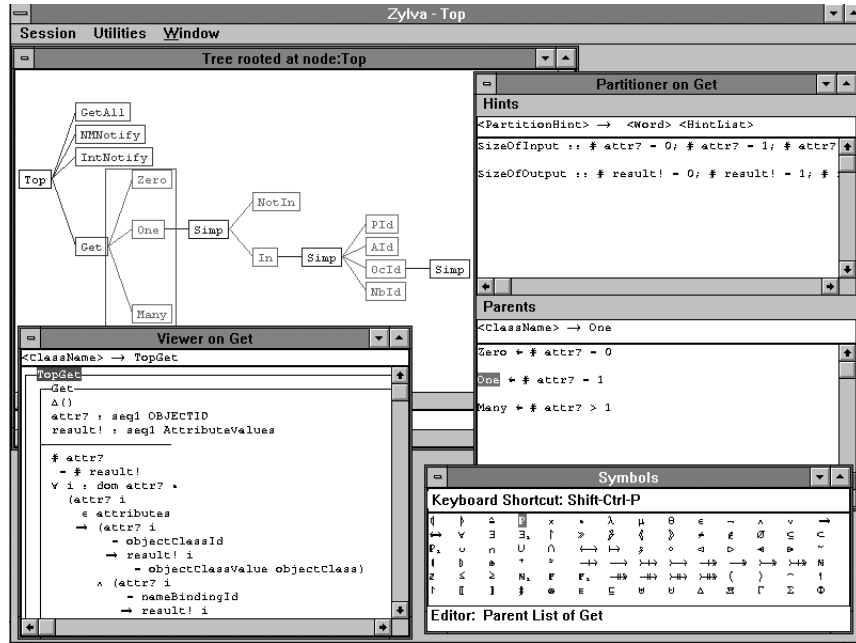 Zylva - Top
Session Utilities Window
Tree rooted at node:Top
GetAll
NMNotify
IntNotify
Top
Zero
NotIn
One
Simp
PId
Get
AId
In
Simp
OcId
Simp
NbId
Many
Partitioner on Get
Hints
<PartitionHint> → <Word> <HintList>
SizeOfInput :: # attr? = 0; # attr? = 1; # attr?
SizeOfOutput :: # result! = 0; # result! = 1; #
Parents
<ClassName> → One
Zero ← # attr? = 0
One ← # attr? = 1
Many ← # attr? > 1
Viewer on Get
<ClassName> → TopGet
TopGet
Get
Δ()
attr? : seq1 OBJECTID
result! : seq1 AttributeValues
# attr?
= # result!
∀ i : dom attr? •
(attr? i
∈ attributes
→ (attr? i
= objectClassId
→ result! i
= objectClassValue objectClass)
∧ (attr? i
= nameBindingId
→ result! i
Symbols
Keyboard Shortcut: Shift-Ctrl-P
Editor: Parent List of Get